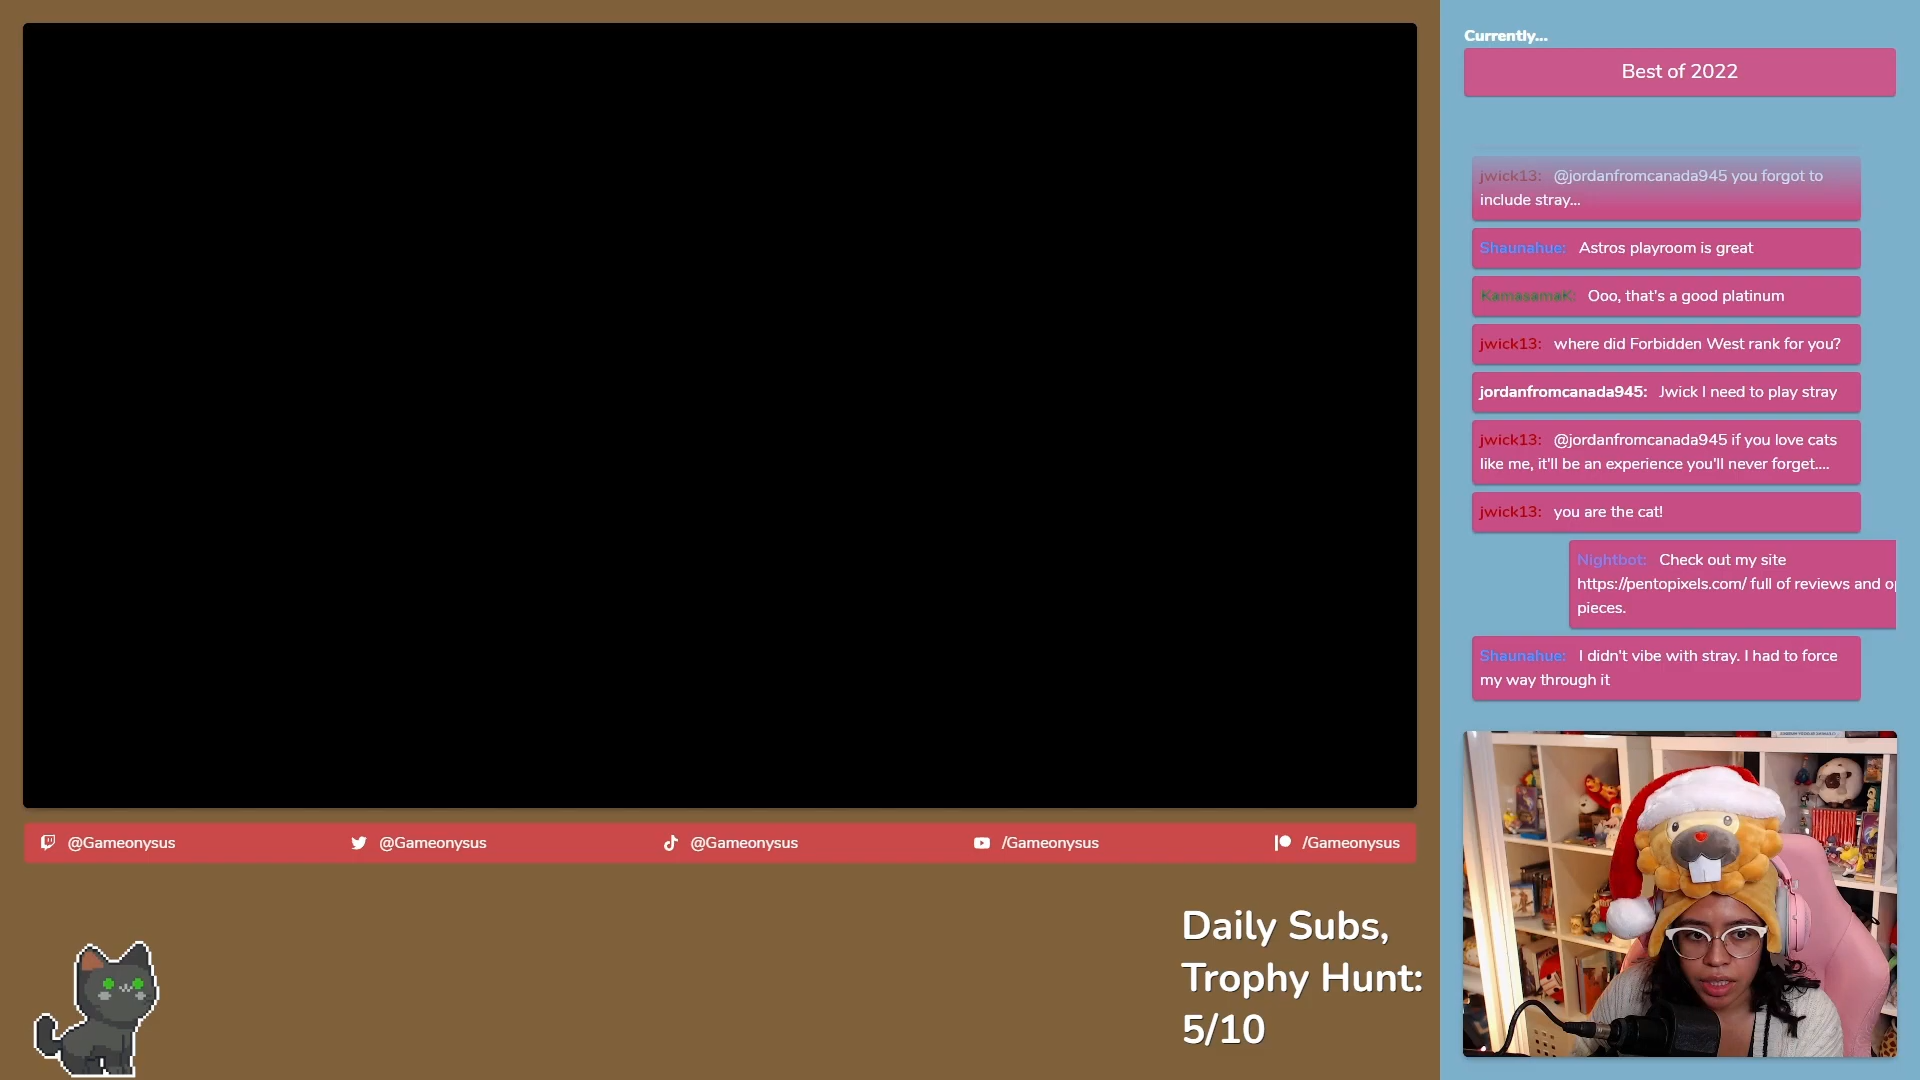 Currently...
Best of 2022
jwick13: @jordanfromcanada945 you forgot to
include stray...
Shaunahue: Astros playroom is great
KamasamaK: Ooo, that's a good platinum
jwick13: where did Forbidden West rank for you?
jordanfromcanada945: Jwick I need to play stray
jwick13: @jordanfromcanada945 if you love cats
like me, it'll be an experience you'll never forget....
jwick13: you are the cat!
Nightbot: Check out my site
https://pentopixels.com/ full of reviews and
pieces.
Shaunahue: I didn't vibe with stray. I had to force
my way through it
@Gameonysus
@Gameonysus
@Gameonysus
/Gameonysus
/Gameonysus
Daily Subs,
Trophy Hunt:
5/10